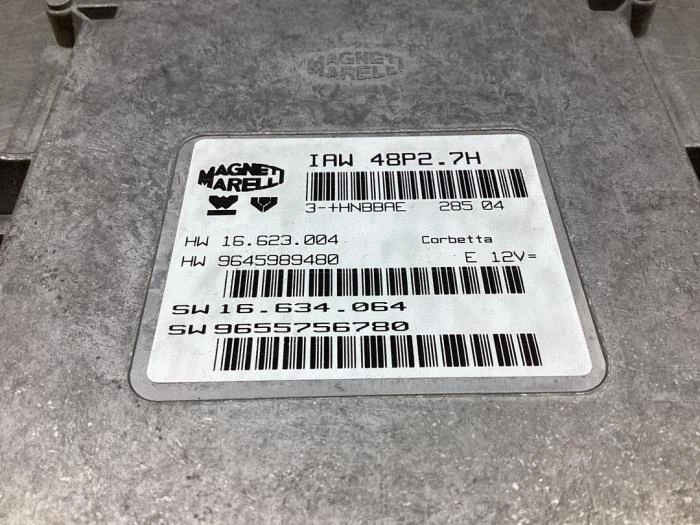 MAGNETI
MARELLI
MAGNETI
MARELLI
IAW 48P2.7H
3-+HNBBAE 285 04
HW 16.623.004 Corbetta
HW 9645989480 E 12V=
SW 16.634.064
SW 9655756780